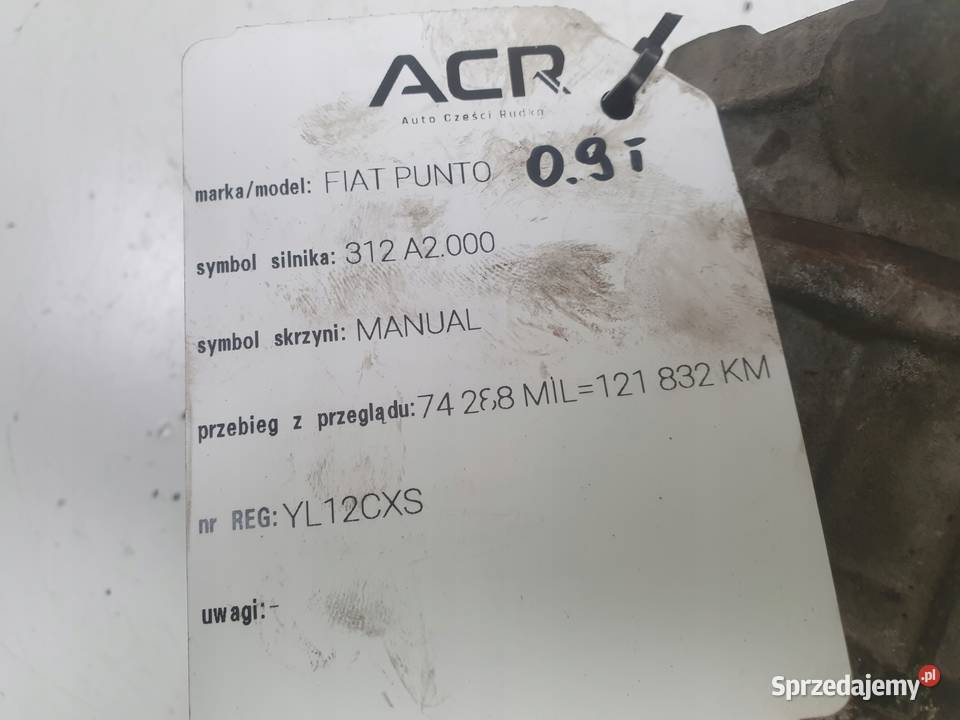 ACR
Auto Części Rudka
marka/model: FIAT PUNTO 0.9i
symbol silnika: 312 A2.000
symbol skrzyni: MANUAL
przebieg z przeglądu: 74 288 MIL=121 832 KM
nr REG: YL12CXS
uwagi:-
Sprzedajemy.pl